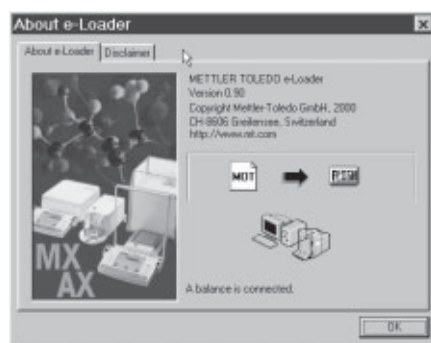 About e-Loader
About e-Loader
Disclaimer
METTLER TOLEDO e-Loader
Version 0.90
Copyright Mettler-Toledo GmbH, 2000
CH-8606 Greifensee, Switzerland
http://www.mt.com
MOT
MX
AX
A balance is connected.
OK